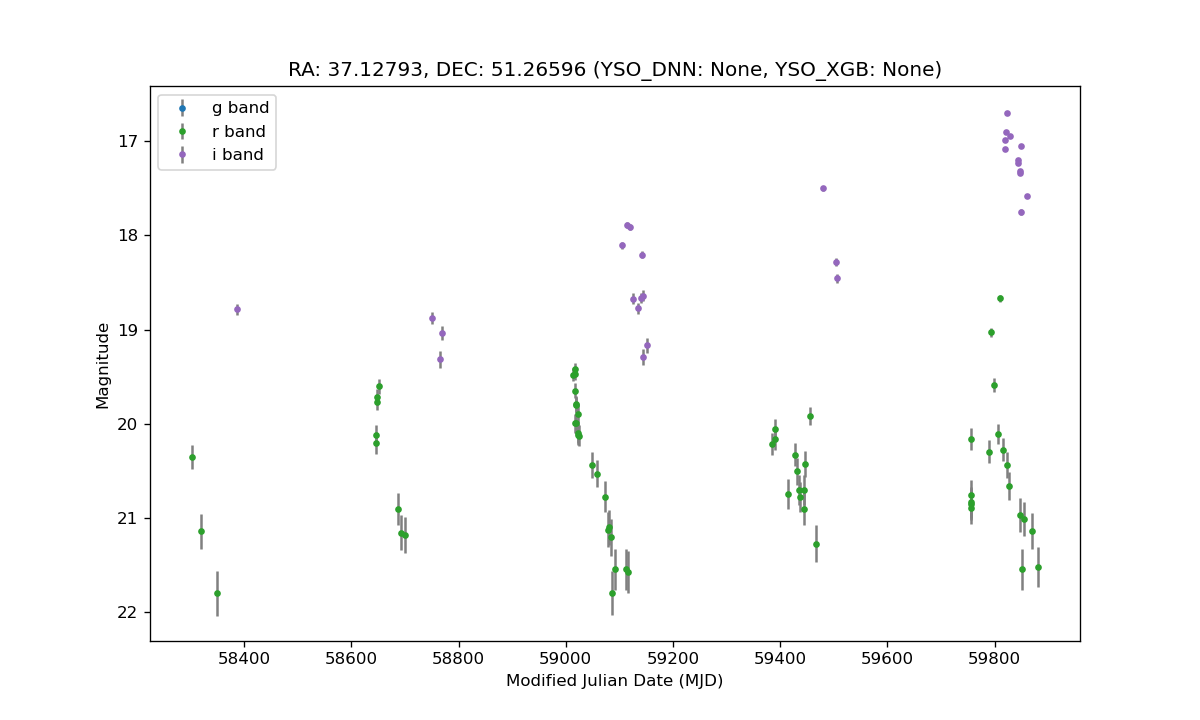 RA: 37.12793, DEC: 51.26596 (YSO_DNN: None, YSO_XGB: None)
g band
r band
i band
17
18
19
20
21
22
Magnitude
58400
58600
58800
59000
59200
59400
59600
59800
Modified Julian Date (MJD)